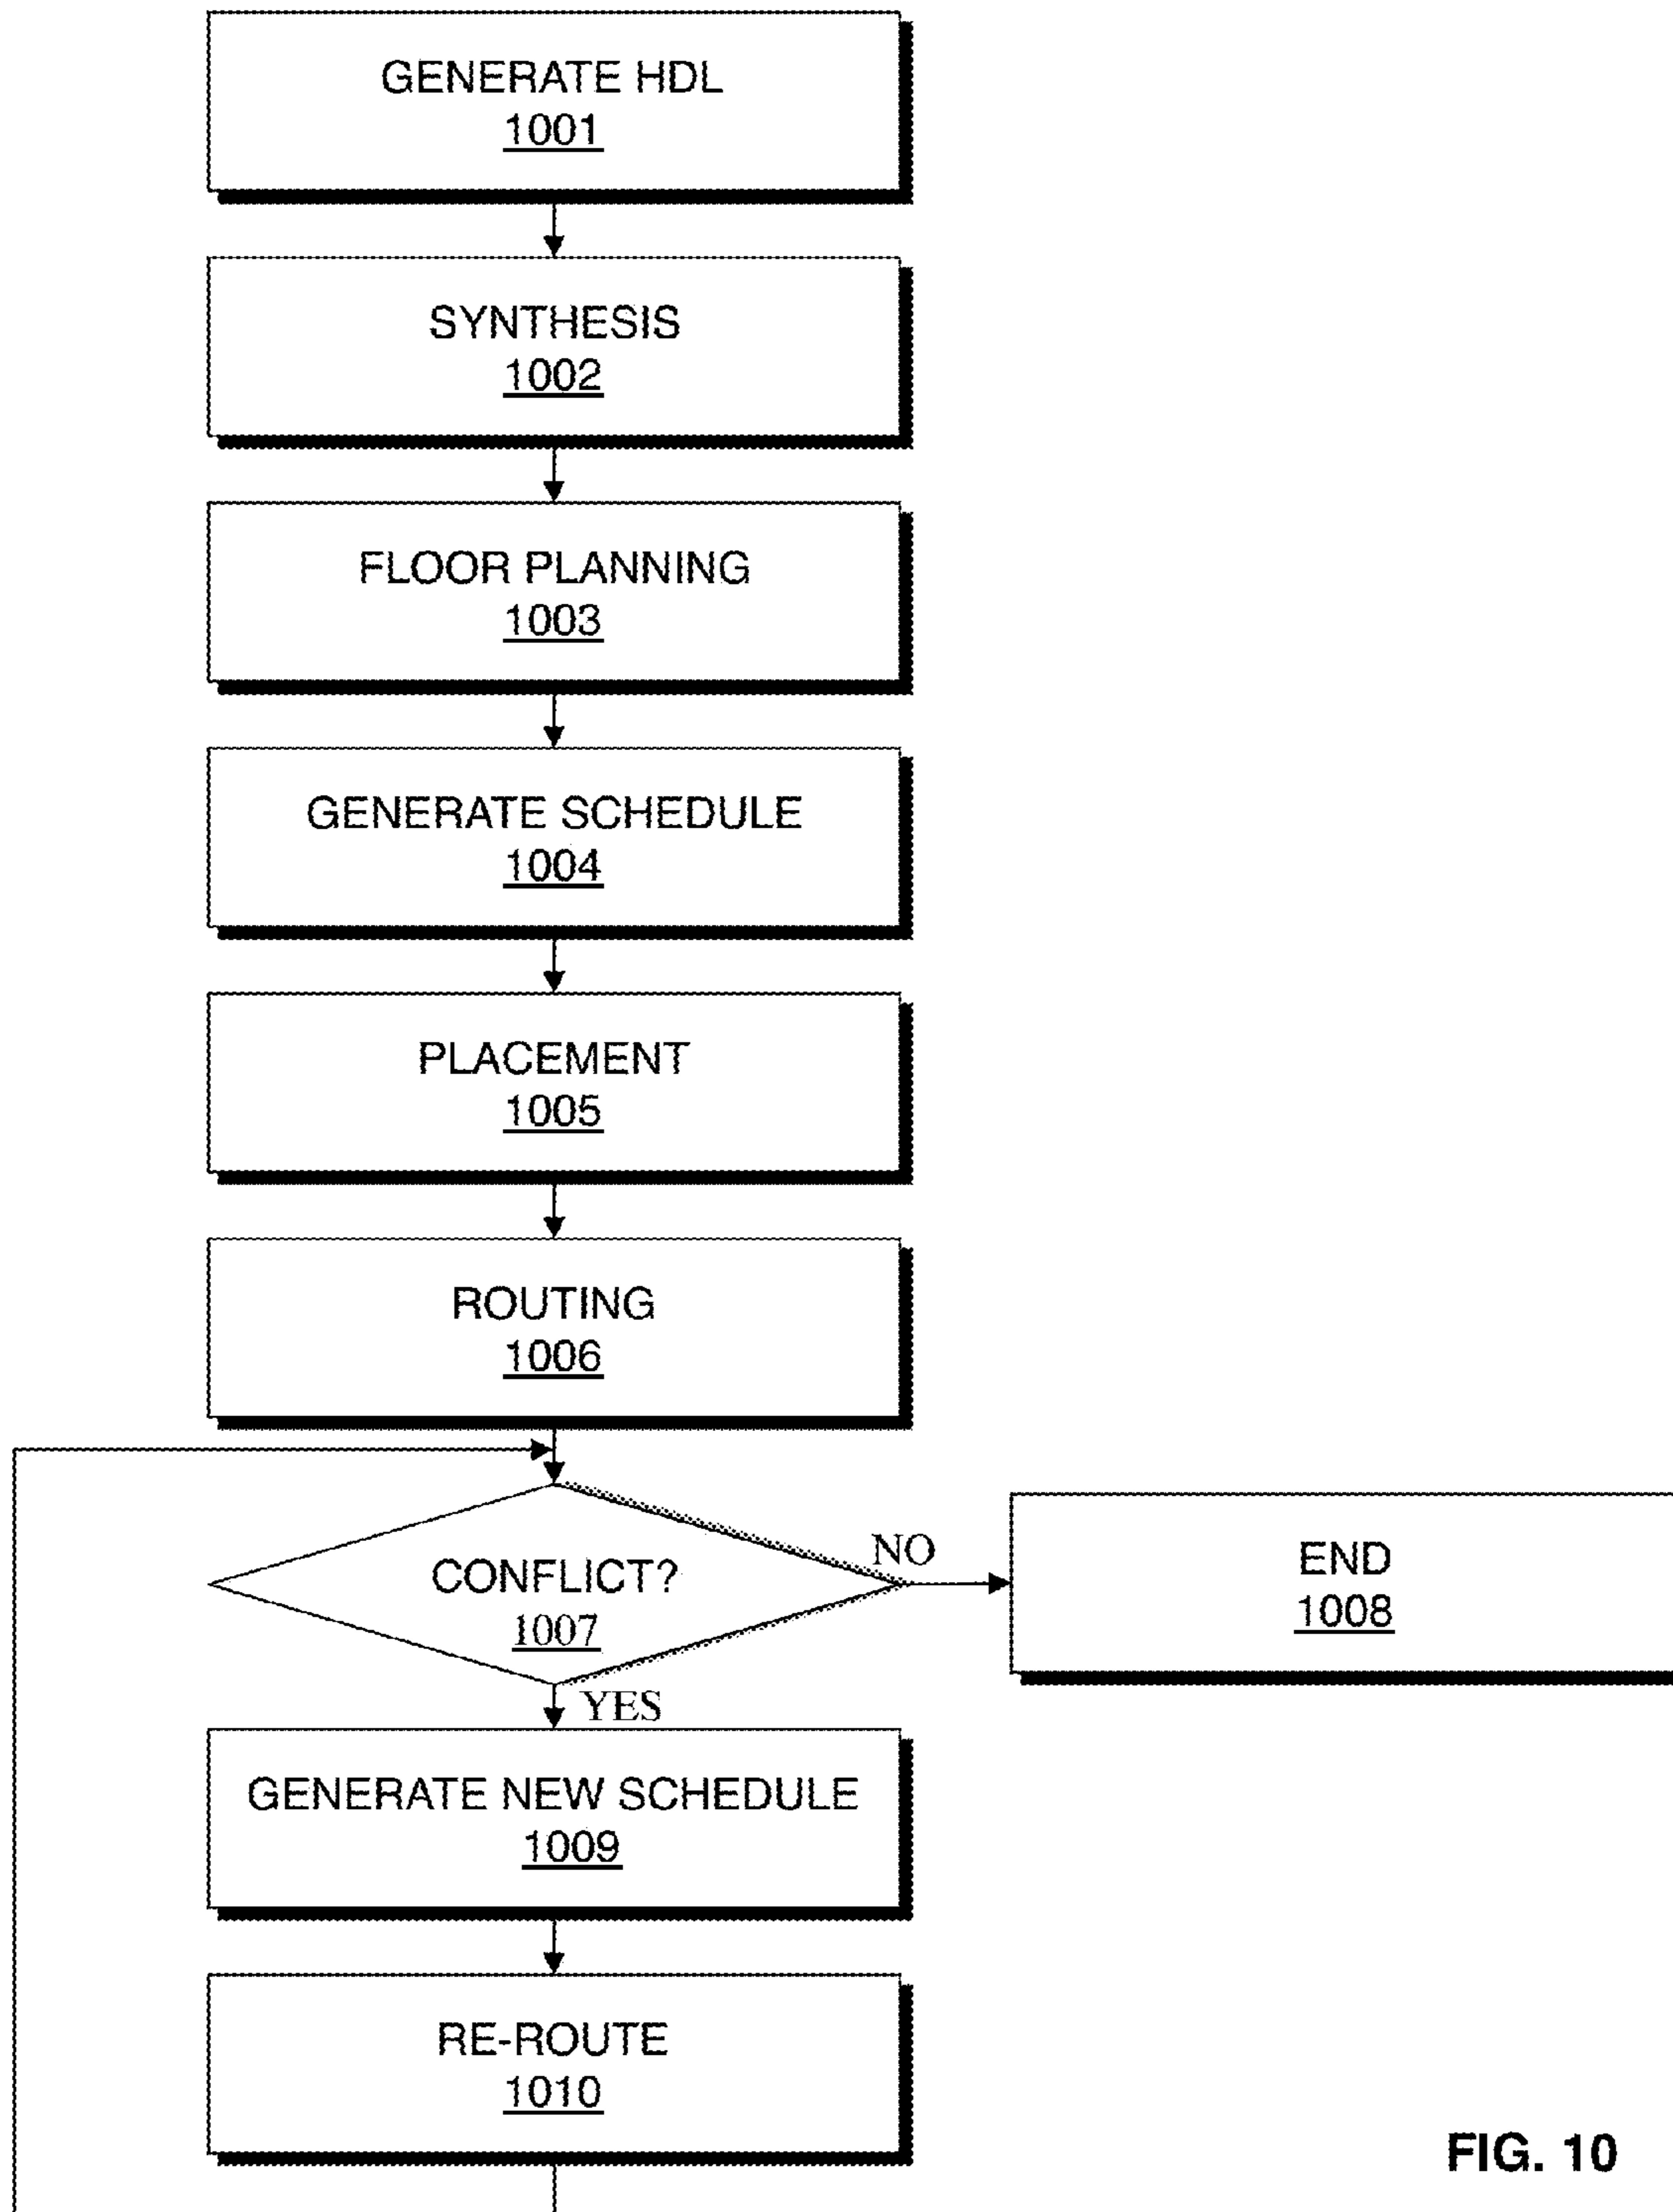 GENERATE HDL
1001
SYNTHESIS
1002
FLOOR PLANNING
1003
GENERATE SCHEDULE
1004
PLACEMENT
1005
ROUTING
1006
CONFLICT?
1007
NO
END
1008
YES
GENERATE NEW SCHEDULE
1009
RE-ROUTE
1010
FIG. 10